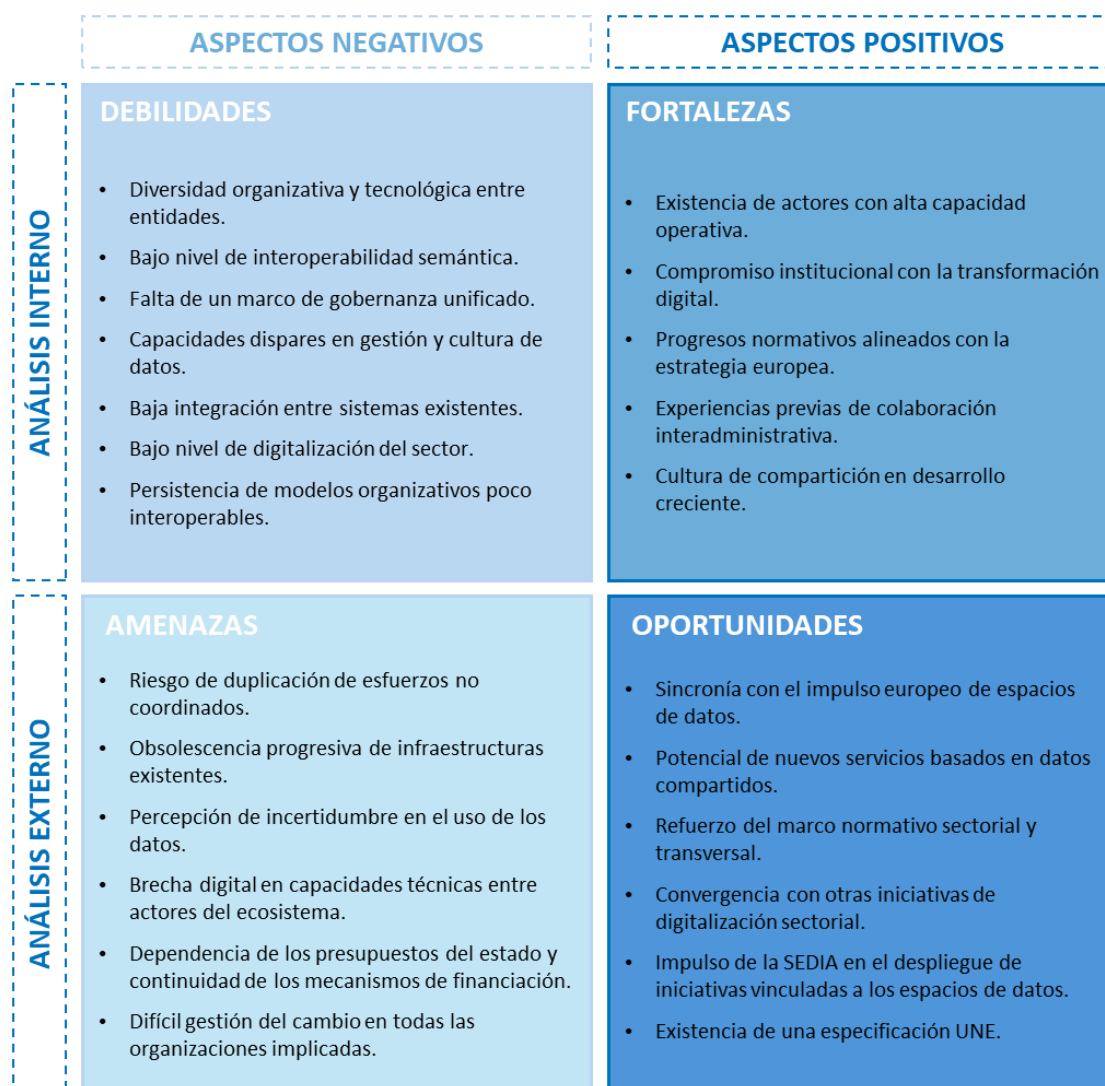 ASPECTOS NEGATIVOS
ASPECTOS POSITIVOS
ANÁLISIS INTERNO
DEBILIDADES
• Diversidad organizativa y tecnológica entre
entidades.
• Bajo nivel de interoperabilidad semántica.
• Falta de un marco de gobernanza unificado.
• Capacidades dispares en gestión y cultura de
datos.
• Baja integración entre sistemas existentes.
• Bajo nivel de digitalización del sector.
• Persistencia de modelos organizativos poco
interoperables.
FORTALEZAS
• Existencia de actores con alta capacidad
operativa.
• Compromiso institucional con la transformación
digital.
• Progresos normativos alineados con la
estrategia europea.
• Experiencias previas de colaboración
interadministrativa.
• Cultura de compartición en desarrollo
creciente.
ANÁLISIS EXTERNO
AMENAZAS
• Riesgo de duplicación de esfuerzos no
coordinados.
• Obsolescencia progresiva de infraestructuras
existentes.
• Percepción de incertidumbre en el uso de los
datos.
• Brecha digital en capacidades técnicas entre
actores del ecosistema.
• Dependencia de los presupuestos del estado y
continuidad de los mecanismos de financiación.
• Difícil gestión del cambio en todas las
organizaciones implicadas.
OPORTUNIDADES
• Sincronía con el impulso europeo de espacios
de datos.
• Potencial de nuevos servicios basados en datos
compartidos.
• Refuerzo del marco normativo sectorial y
transversal.
• Convergencia con otras iniciativas de
digitalización sectorial.
• Impulso de la SEDIA en el despliegue de
iniciativas vinculadas a los espacios de datos.
• Existencia de una especificación UNE.